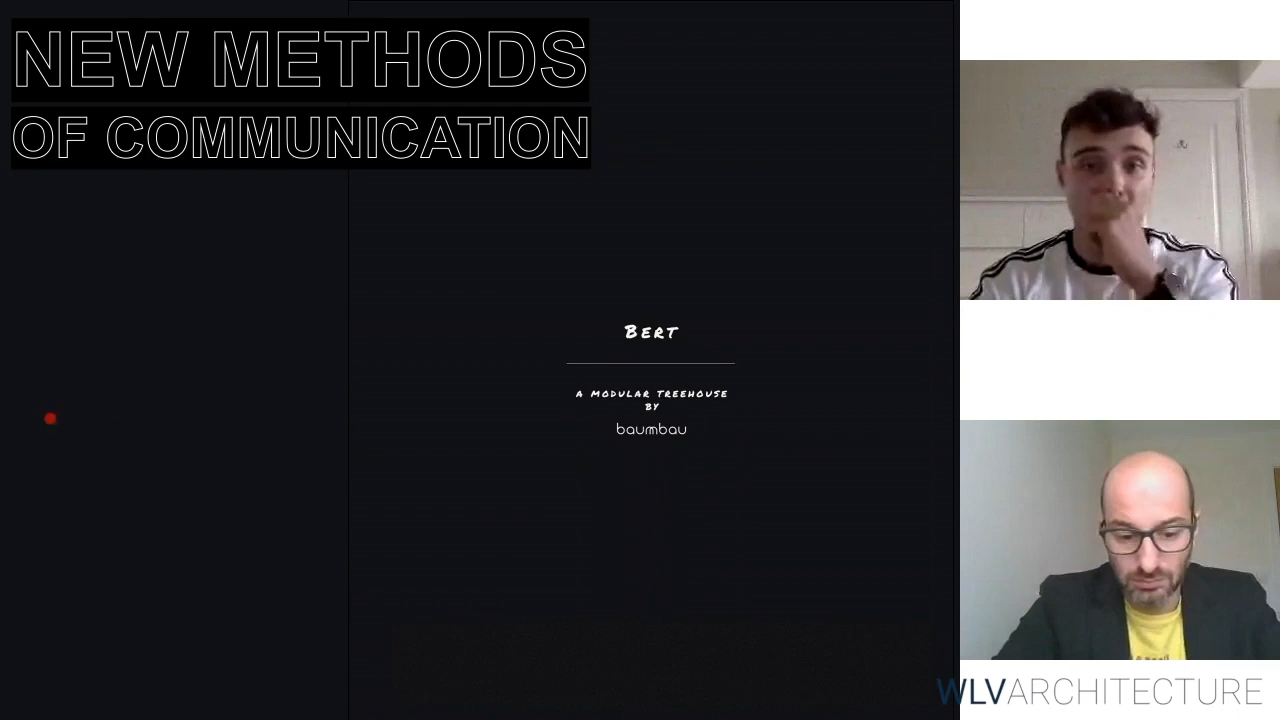 NEW METHODS
OF COMMUNICATION
BERT
A MODULAR TREEHOUSE
BY
baumbau
WLVARCHITECTURE